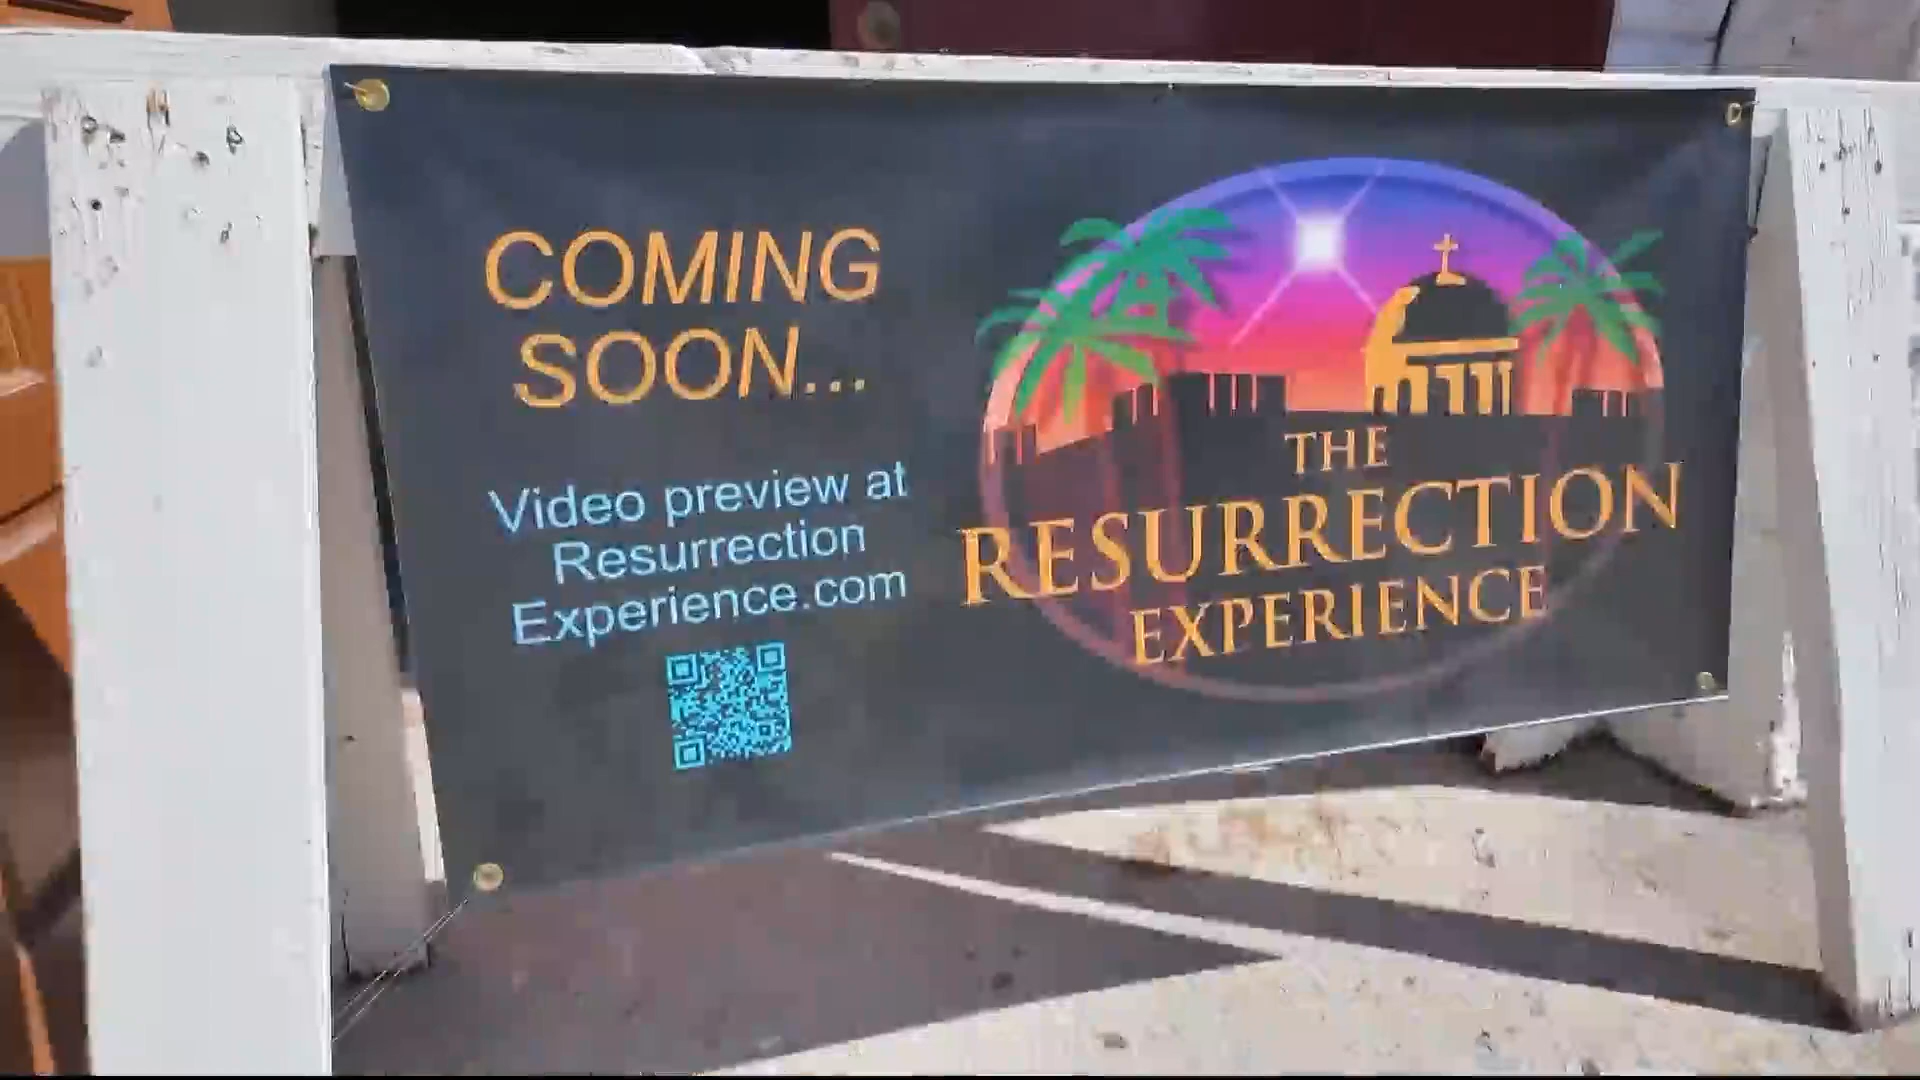 COMING
SOON...
Video preview at
Resurrection
Experience.com
THE
RESURRECTION
EXPERIENCE